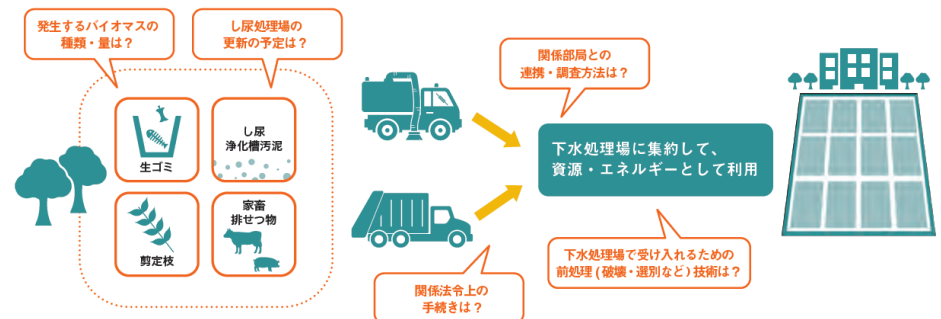 発生するバイオマスの
種類・量は？
し尿処理場の
更新の予定は？
生ゴミ
し尿
浄化槽汚泥
剪定枝
家畜
排せつ物
関係部局との
連携・調査方法は？
下水処理場に集約して、
資源・エネルギーとして利用
関係法令上の
手続きは？
下水処理場で受け入れるための
前処理(破壊・選別など)技術は？